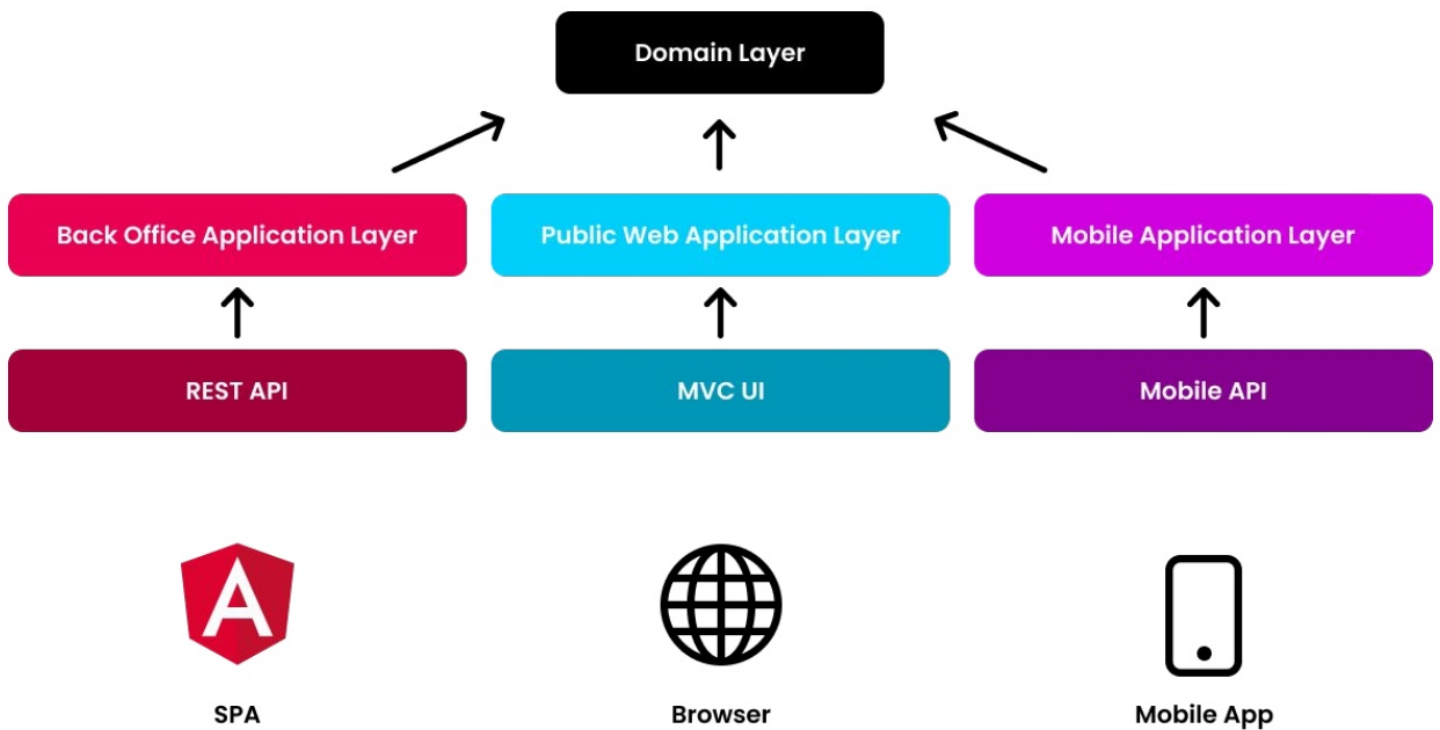 Domain Layer
Back Office Application Layer
Public Web Application Layer
Mobile Application Layer
REST API
MVC UI
Mobile API
A
SPA
Browser
Mobile App